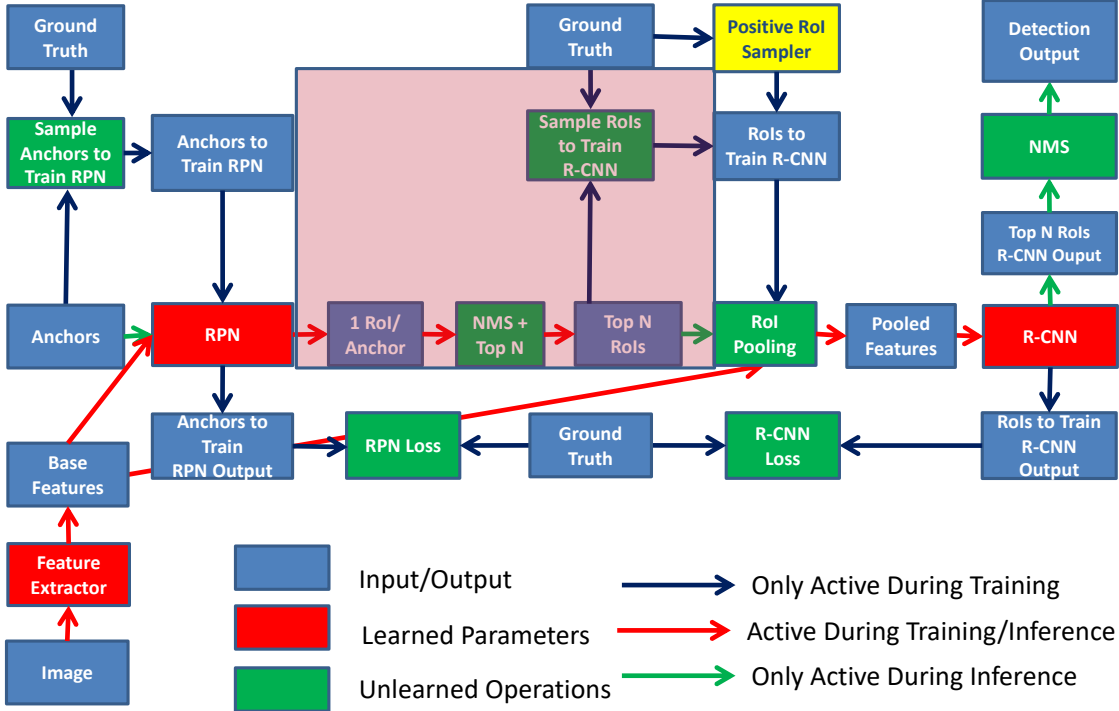 Ground
Truth
Ground
Truth
Positive RoI
Sampler
Detection
Output
Sample
Anchors to
Train RPN
Anchors to
Train RPN
Sample RoIs
to Train
R-CNN
RoIs to
Train R-CNN
NMS
Top N RoIs
R-CNN Ouput
Anchors
RPN
1 RoI/
Anchor
NMS +
Top N
Top N
RoIs
RoI
Pooling
Pooled
Features
R-CNN
Anchors to
Train
RPN Output
RPN Loss
Ground
Truth
R-CNN
Loss
RoIs to Train
R-CNN
Output
Base
Features
Feature
Extractor
Image
Input/Output
Only Active During Training
Learned Parameters
Active During Training/Inference
Unlearned Operations
Only Active During Inference